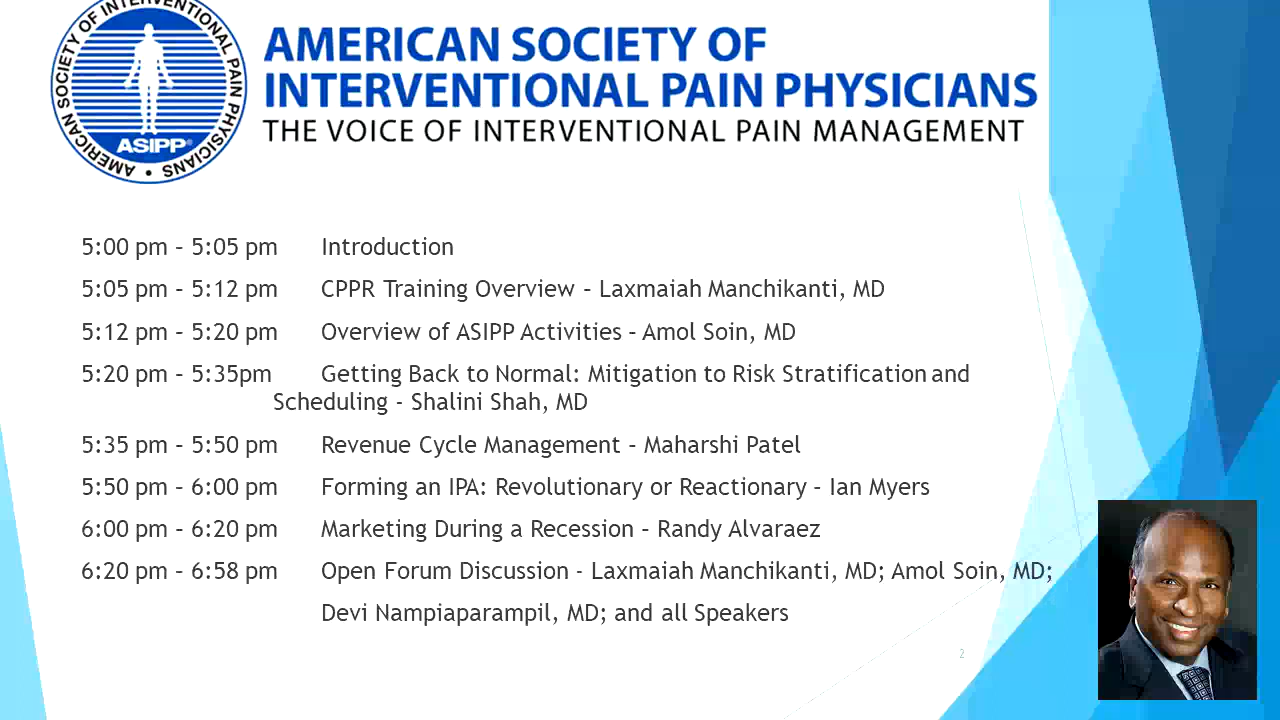 AMERICAN SOCIETY OF INTERVENTIONAL PAIN PHYSICIANS
ASIPP®
AMERICAN SOCIETY OF
INTERVENTIONAL PAIN PHYSICIANS
THE VOICE OF INTERVENTIONAL PAIN MANAGEMENT
5:00 pm – 5:05 pm Introduction
5:05 pm – 5:12 pm CPPR Training Overview – Laxmaiah Manchikanti, MD
5:12 pm – 5:20 pm Overview of ASIPP Activities – Amol Soin, MD
5:20 pm – 5:35pm Getting Back to Normal: Mitigation to Risk Stratification and
Scheduling - Shalini Shah, MD
5:35 pm – 5:50 pm Revenue Cycle Management – Maharshi Patel
5:50 pm – 6:00 pm Forming an IPA: Revolutionary or Reactionary – Ian Myers
6:00 pm – 6:20 pm Marketing During a Recession – Randy Alvaraez
6:20 pm – 6:58 pm Open Forum Discussion - Laxmaiah Manchikanti, MD; Amol Soin, MD;
Devi Nampiaparampil, MD; and all Speakers
2